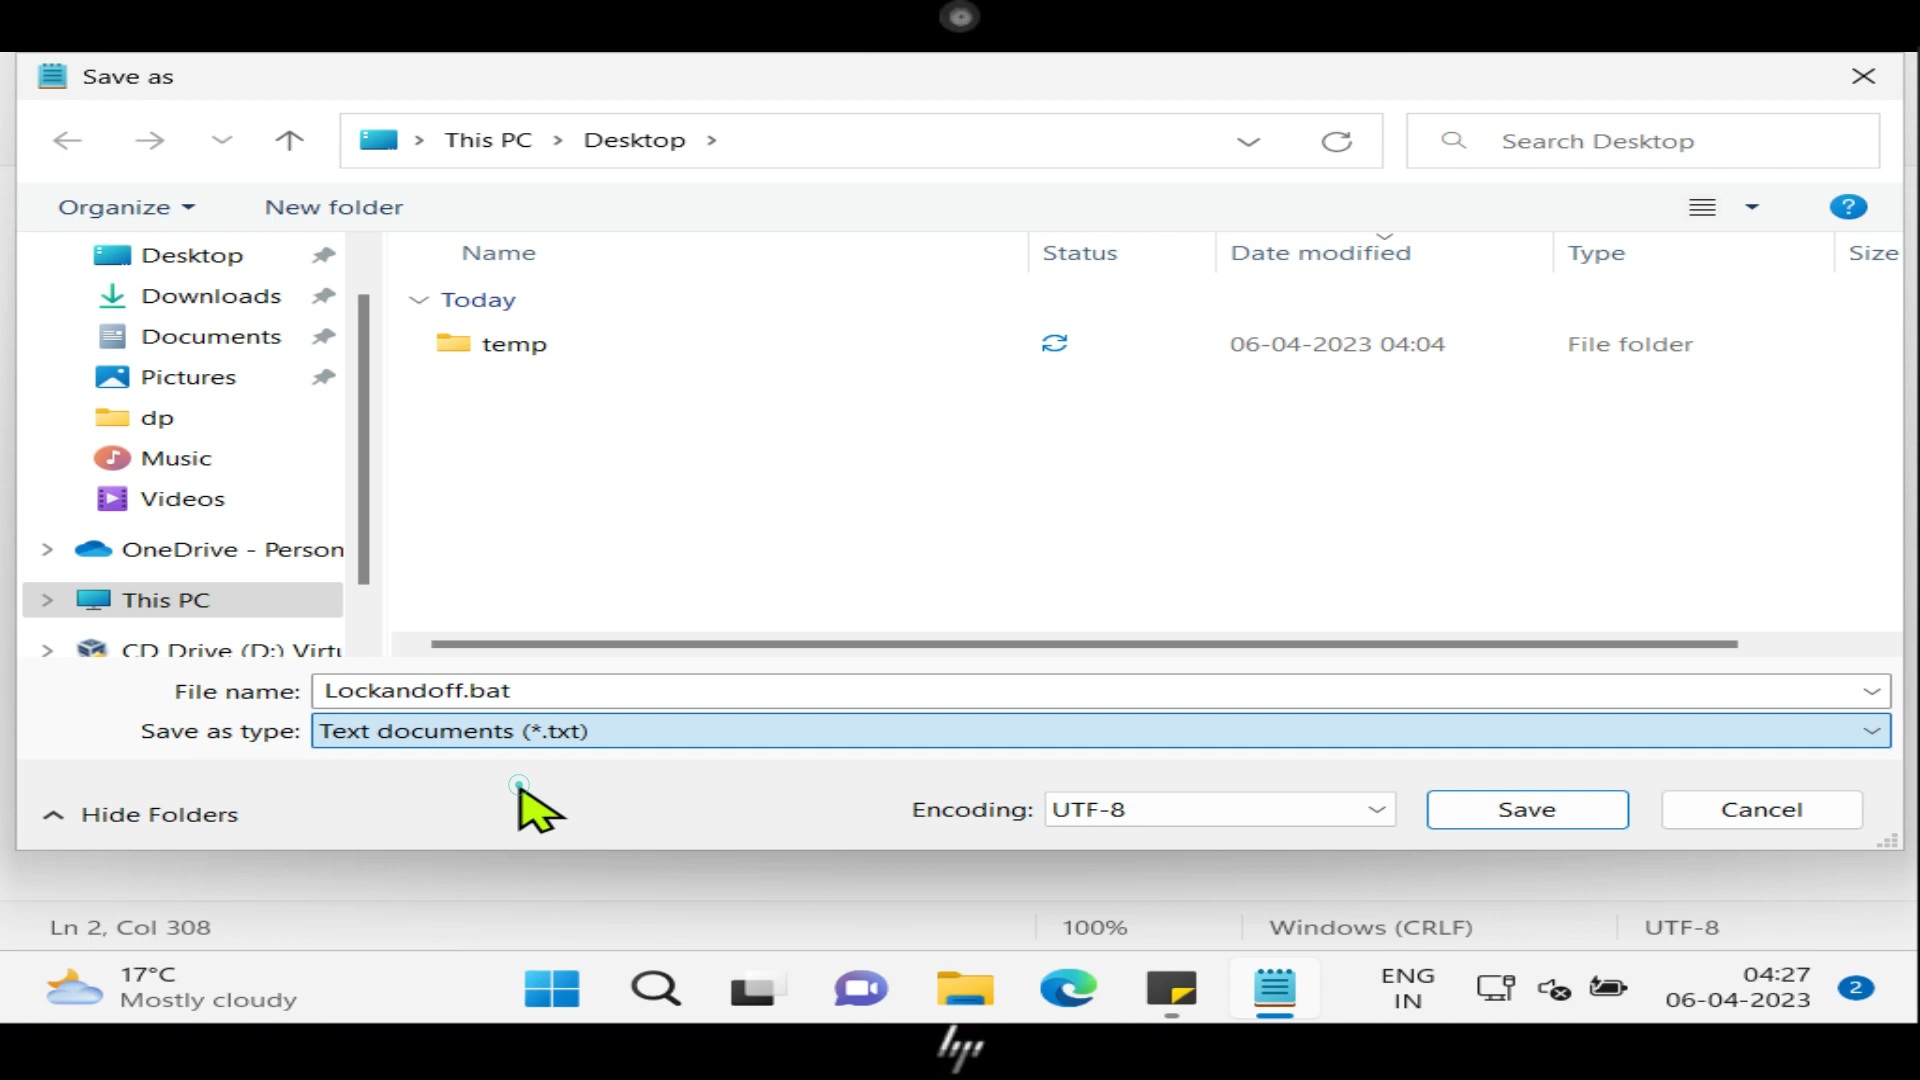 Save as
This PC > Desktop >
Search Desktop
Organize
New folder
?
Name
Status
Date modified
Type
Size
Desktop
Downloads
Documents
Pictures
dp
Music
Videos
OneDrive - Person
This PC
CD Drive (D:) Virtu
Today
temp
06-04-2023 04:04
File folder
File name:
Lockandoff.bat
Save as type:
Text documents (*.txt)
Hide Folders
Encoding:
UTF-8
Save
Cancel
Ln 2, Col 308
100%
Windows (CRLF)
UTF-8
17°C
Mostly cloudy
ENG
IN
04:27
06-04-2023
2
hp